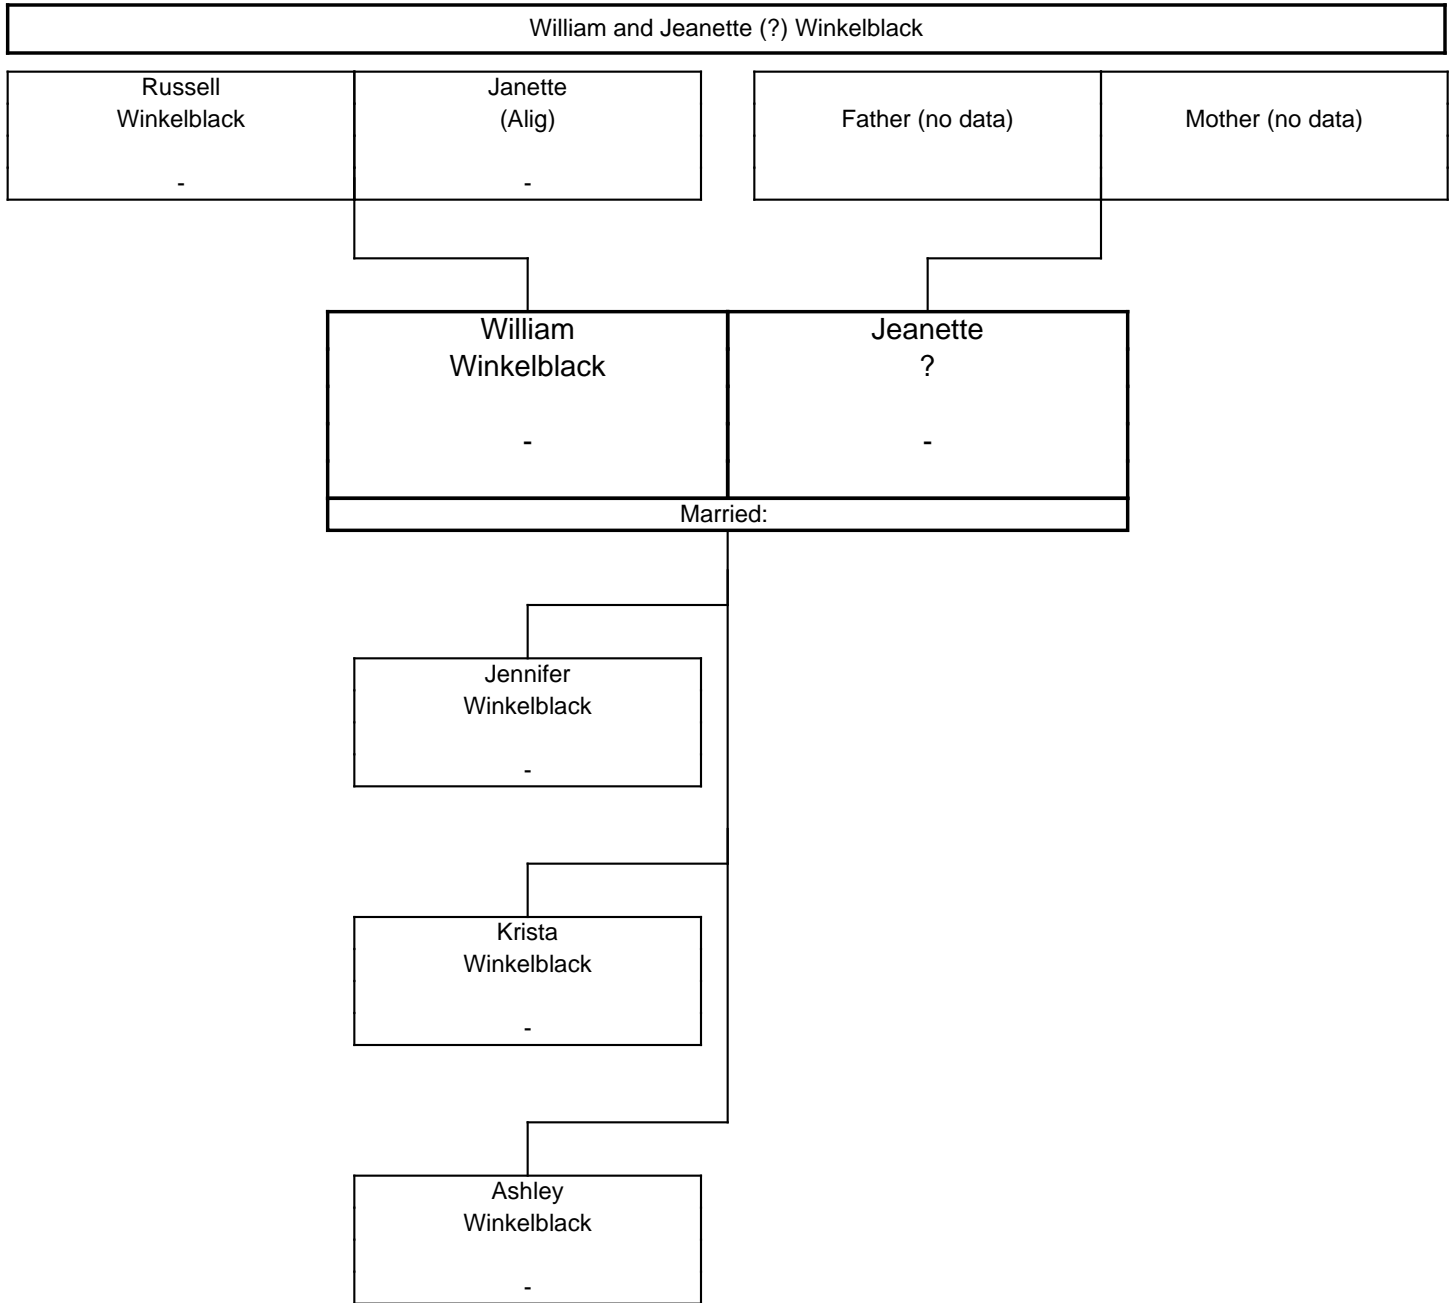 William and Jeanette (?) Winkelblack
Russell
Winkelblack
-
Janette
(Alig)
-
Father (no data)
Mother (no data)
William
Winkelblack
-
Jeanette
?
-
Married:
Jennifer
Winkelblack
-
Krista
Winkelblack
-
Ashley
Winkelblack
-